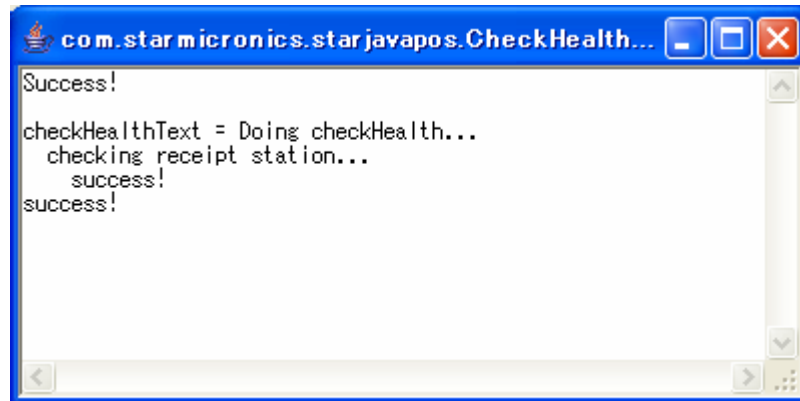 com.starmicronics.starjavapos.CheckHealth...
Success!
checkHealthText = Doing checkHealth...
checking receipt station...
success!
success!